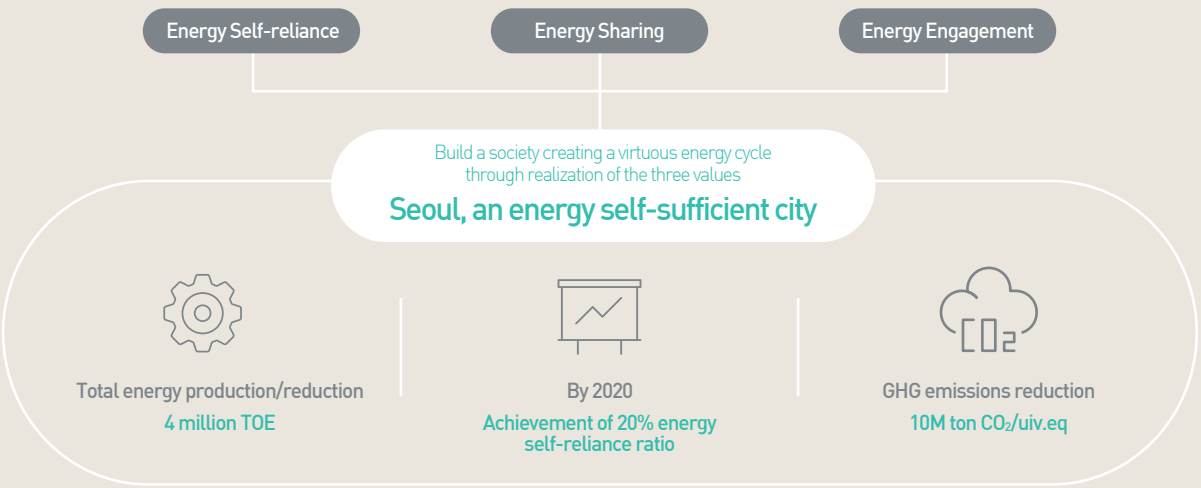 Energy Self-reliance
Energy Sharing
Energy Engagement
Build a society creating a virtuous energy cycle
through realization of the three values
Seoul, an energy self-sufficient city
CO2
Total energy production/reduction
4 million TOE
By 2020
Achievement of 20% energy
self-reliance ratio
GHG emissions reduction
10M ton CO₂/uiv.eq